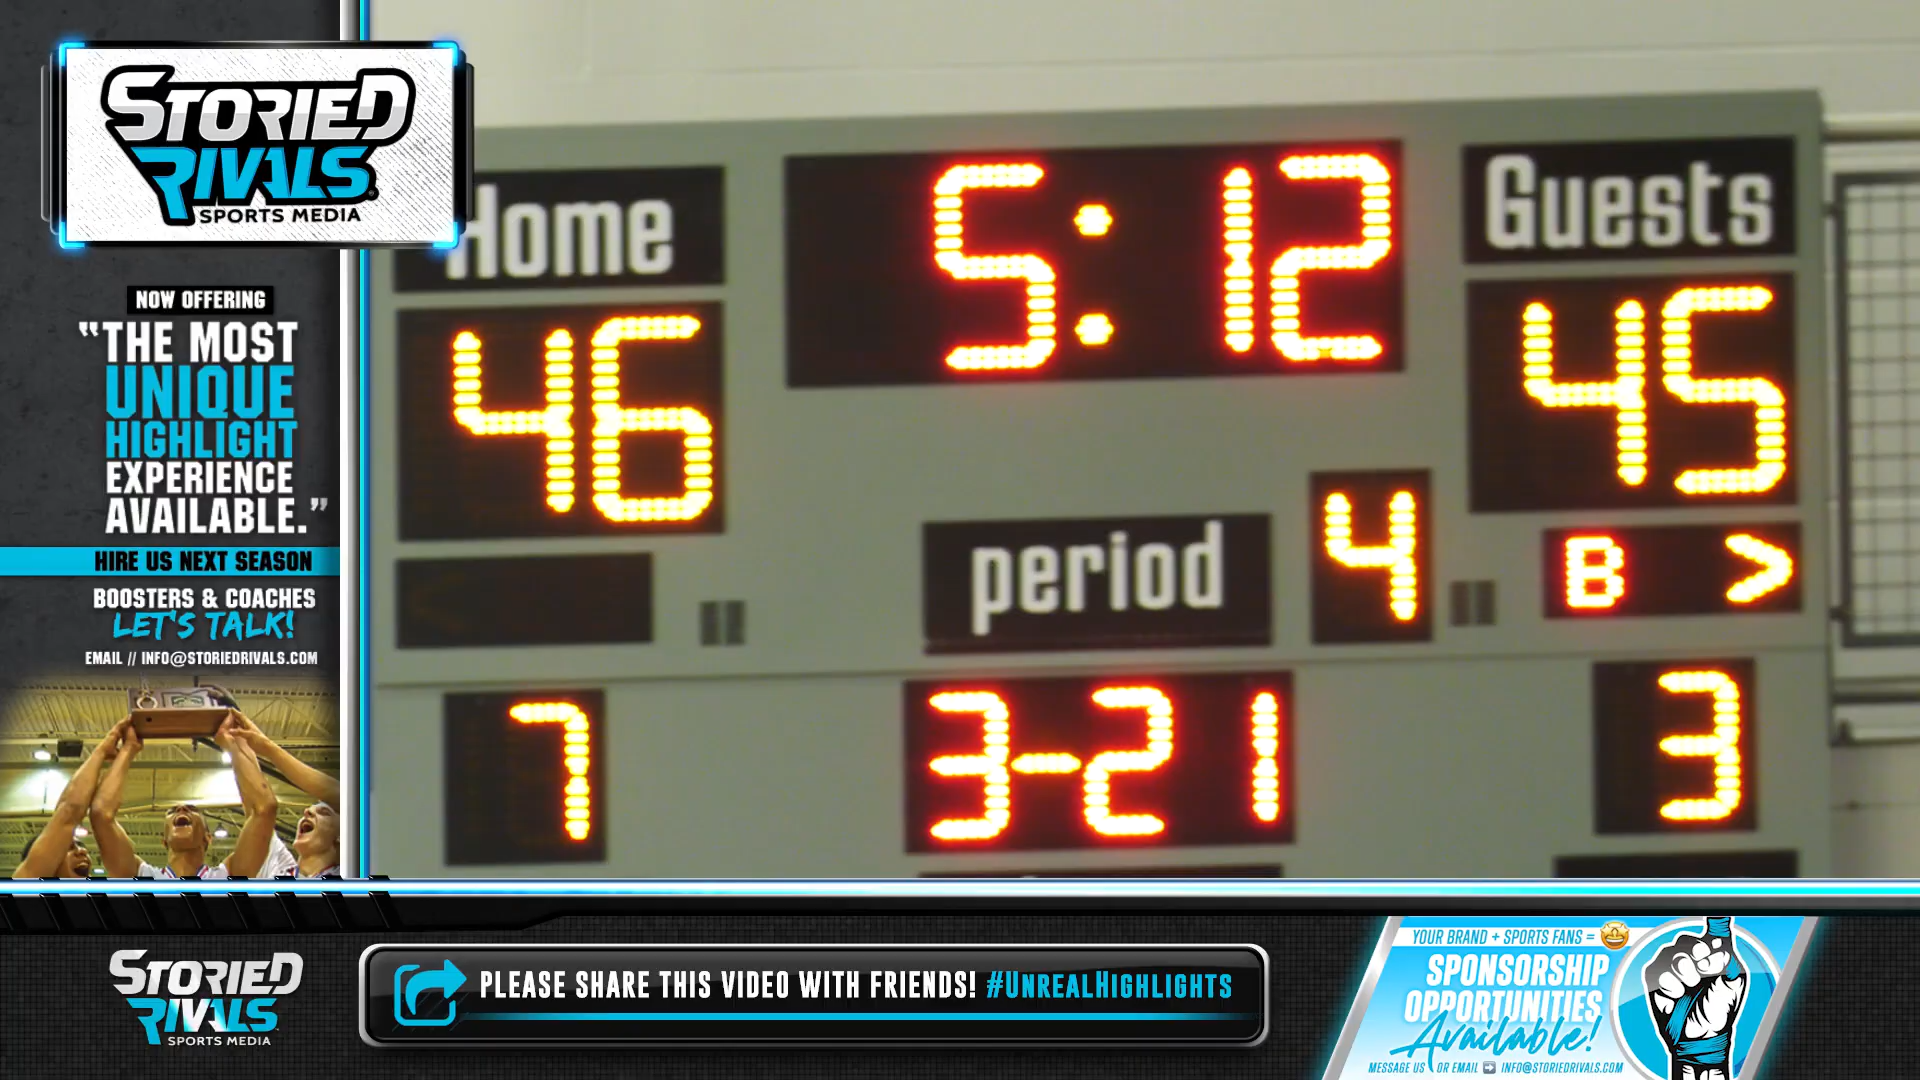 STORIED
RIVALS
SPORTS MEDIA
NOW OFFERING
"THE MOST
UNIQUE
HIGHLIGHT
EXPERIENCE
AVAILABLE."
HIRE US NEXT SEASON
BOOSTERS & COACHES
LET'S TALK!
EMAIL // INFO@STORIEDRIVALS.COM
Home
5:12
Guests
46
45
period
4
B >
7
3-21
3
STORIED
RIVALS
SPORTS MEDIA
PLEASE SHARE THIS VIDEO WITH FRIENDS! #UNREALHIGHLIGHTS
YOUR BRAND + SPORTS FANS = 🤩
SPONSORSHIP
OPPORTUNITIES
Available!
MESSAGE US / OR EMAIL ➡ INFO@STORIEDRIVALS.COM